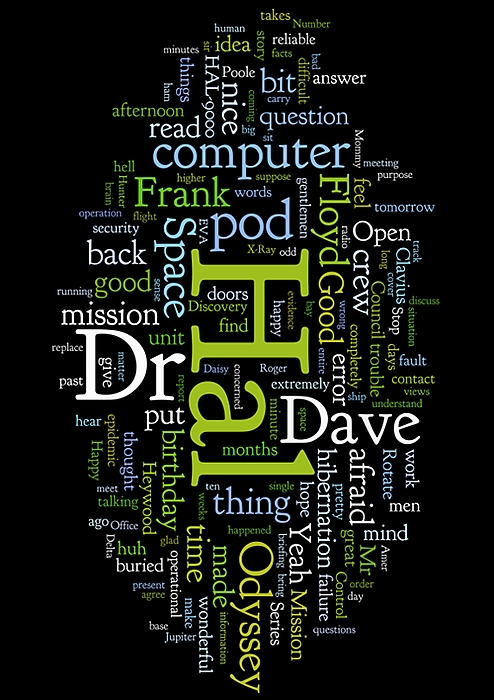 takes
Number
human
idea
story
reliable
minutes
sir
facts
bad
things
HAL-9000
Poole
bit
difficult
answer
ham
nice
coming
carry
afternoon
question
read
big
sit
Mommy
computer
meeting
hell
higher
suppose
gentlemen
purpose
brain
Hunter
Frank
words
Floyd
feel
tomorrow
operation
flight
pod
radio
security
Space
EVA
X-Ray
odd
Open
track
back
crew
long
cover
Clavius
good
sense
doors
evidence
bay
Good
wrong
Council
Stop
discuss
situation
running
Discovery
happy
mission
Hal
find
completely
trouble
days
unit
replace
matter
give
Dr
Daisy
concerned
Roger
entire
error
fault
past
report
extremely
ship
contact
views
put
minute
space
Dave
understand
hear
epidemic
Happy
thought
birthday
months
afraid
work
Heywood
Rotate
meet
talking
ten
weeks
single
hope
hibernation
pretty
men
thing
ago
Office
time
happened
Yeah
great
mind
Delta
huh
glad
made
Odyssey
briefing
bring
Mission
failure
Mr
Amer
buried
operational
Control
order
day
present
agree
make
wonderful
information
Series
questions
base
Jupiter